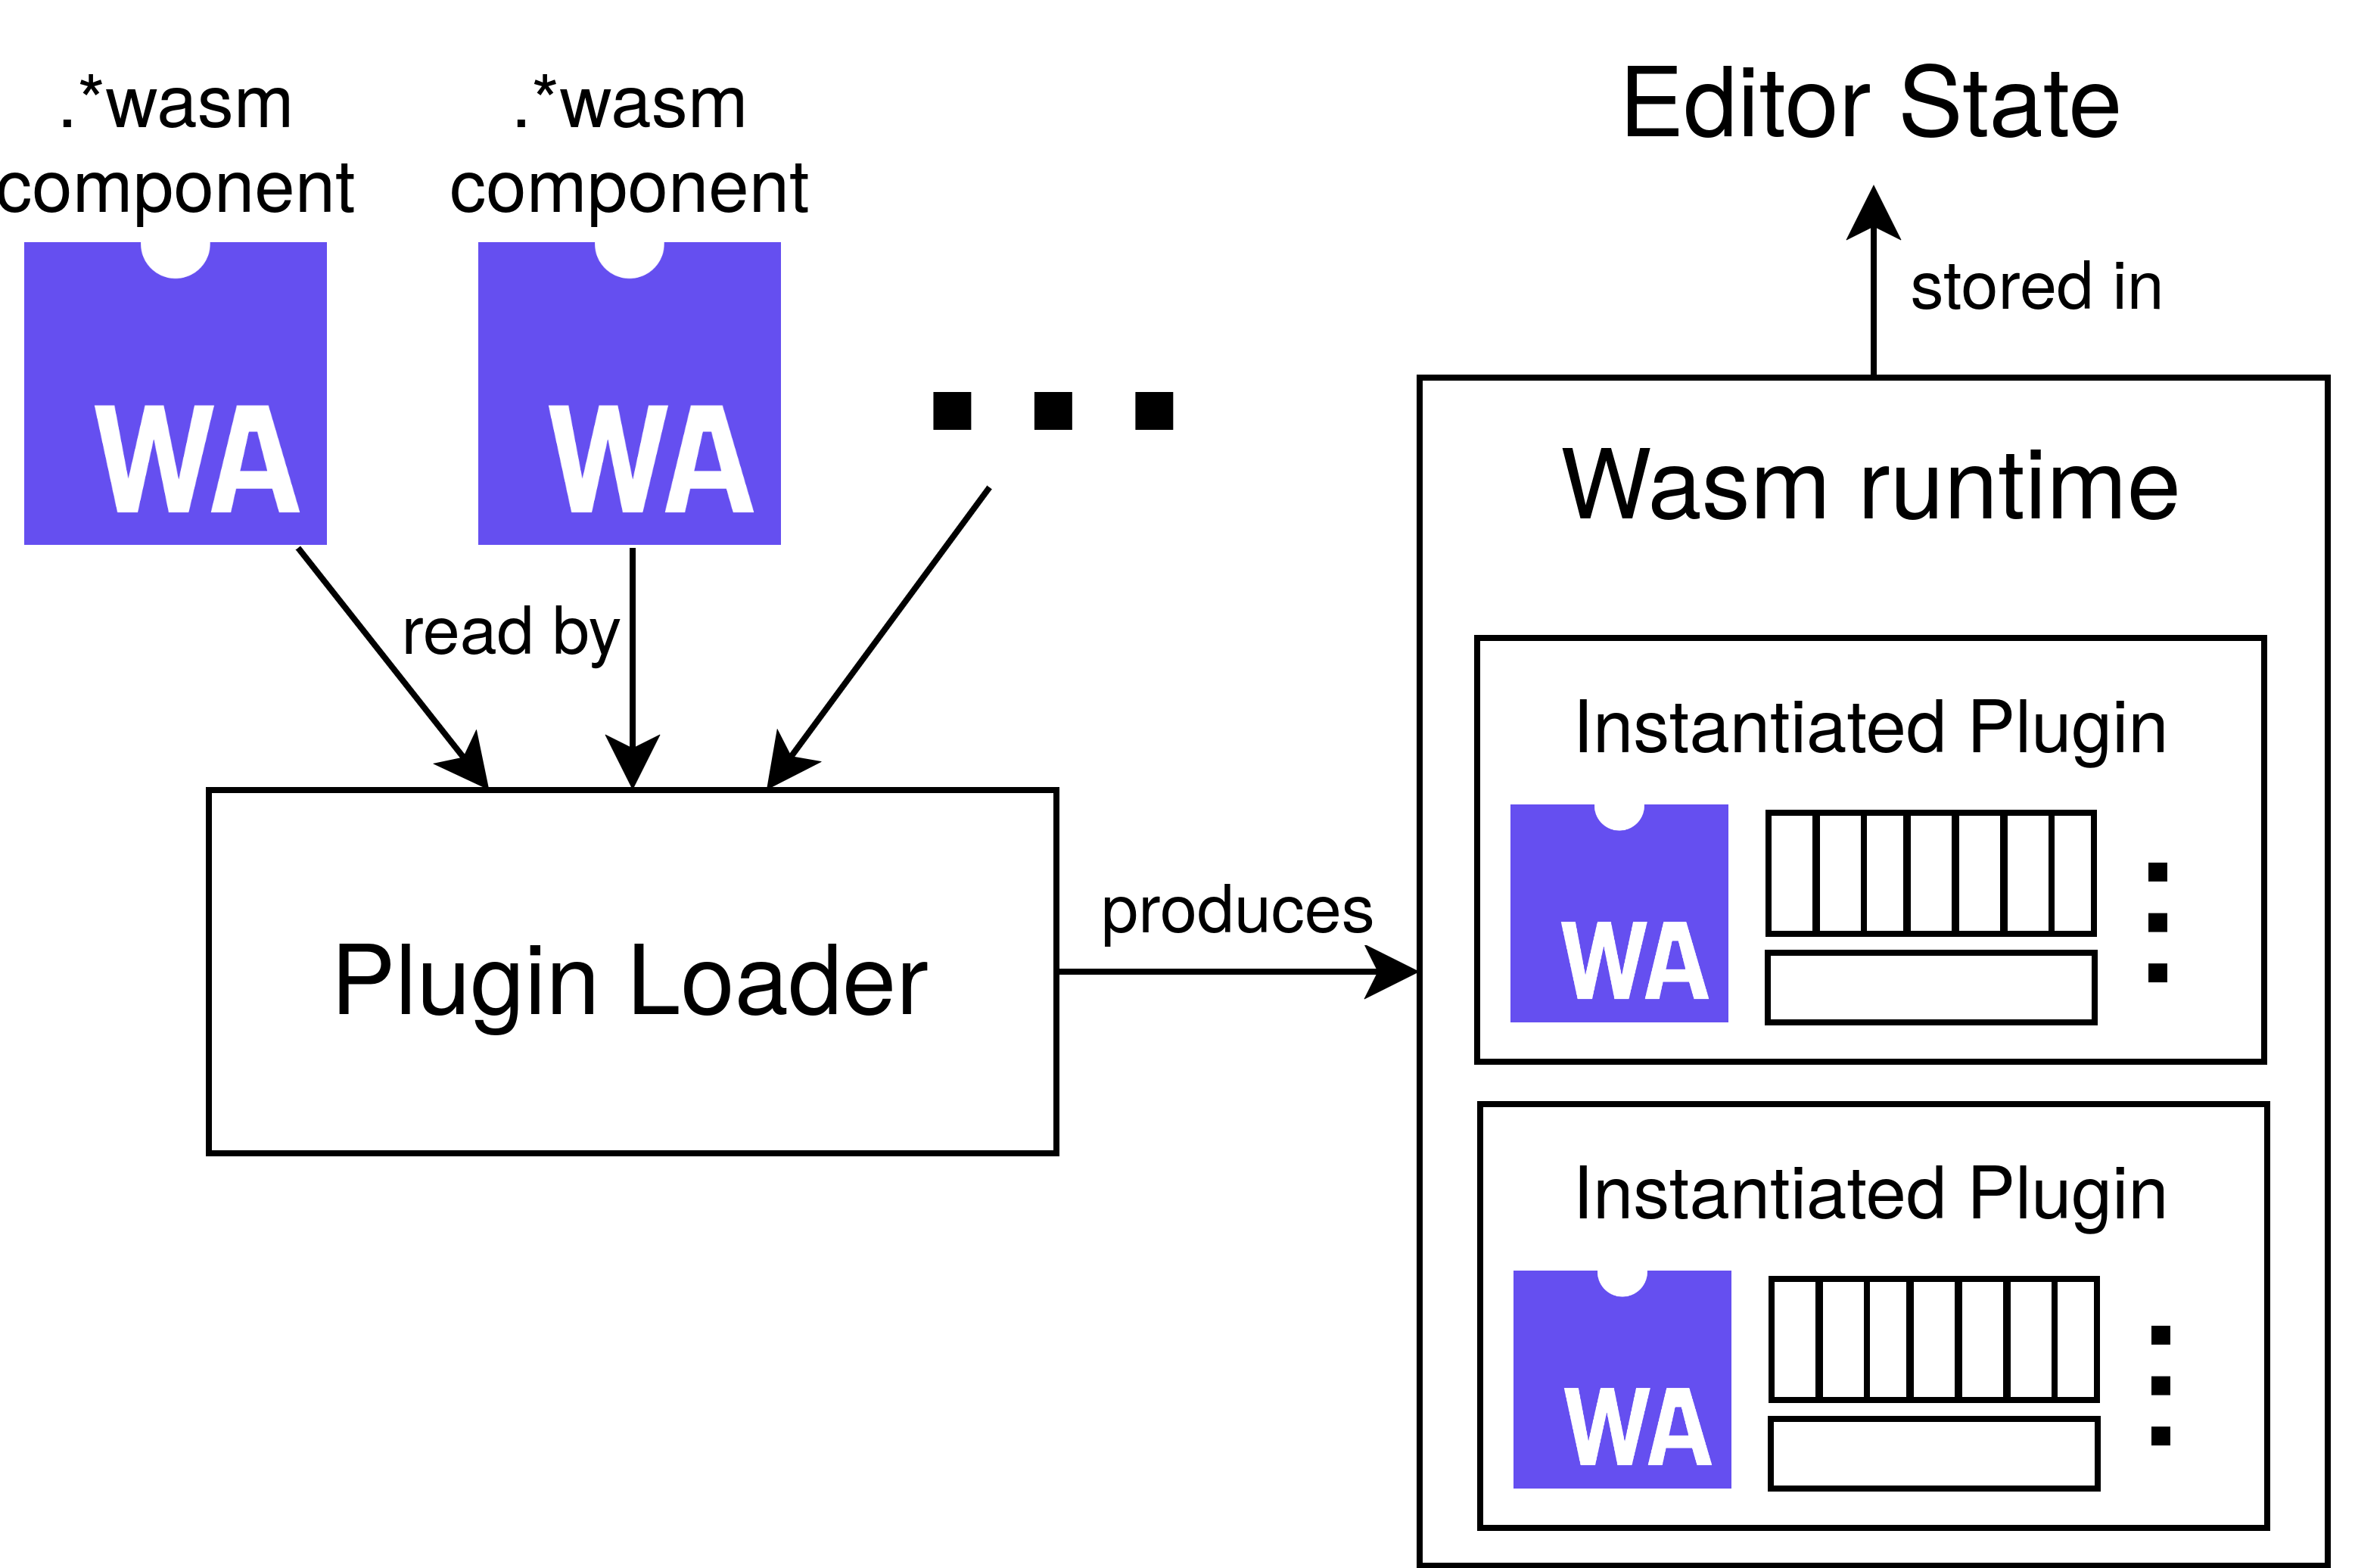 .*wasm
component
.*wasm
component
WA
WA
read by
Plugin Loader
produces
Editor State
stored in
Wasm runtime
Instantiated Plugin
WA
Instantiated Plugin
WA